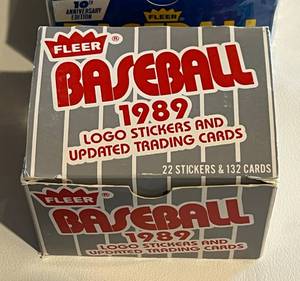 10th
ANNIVERSARY
EDITION
FLEER
FLEER®
BASEBALL
1989
LOGO STICKERS AND
UPDATED TRADING CARDS
22 STICKERS & 132 CARDS
FLEER®
BASEBALL
1989
LOGO STICKERS AND
UPDATED TRADING CARDS